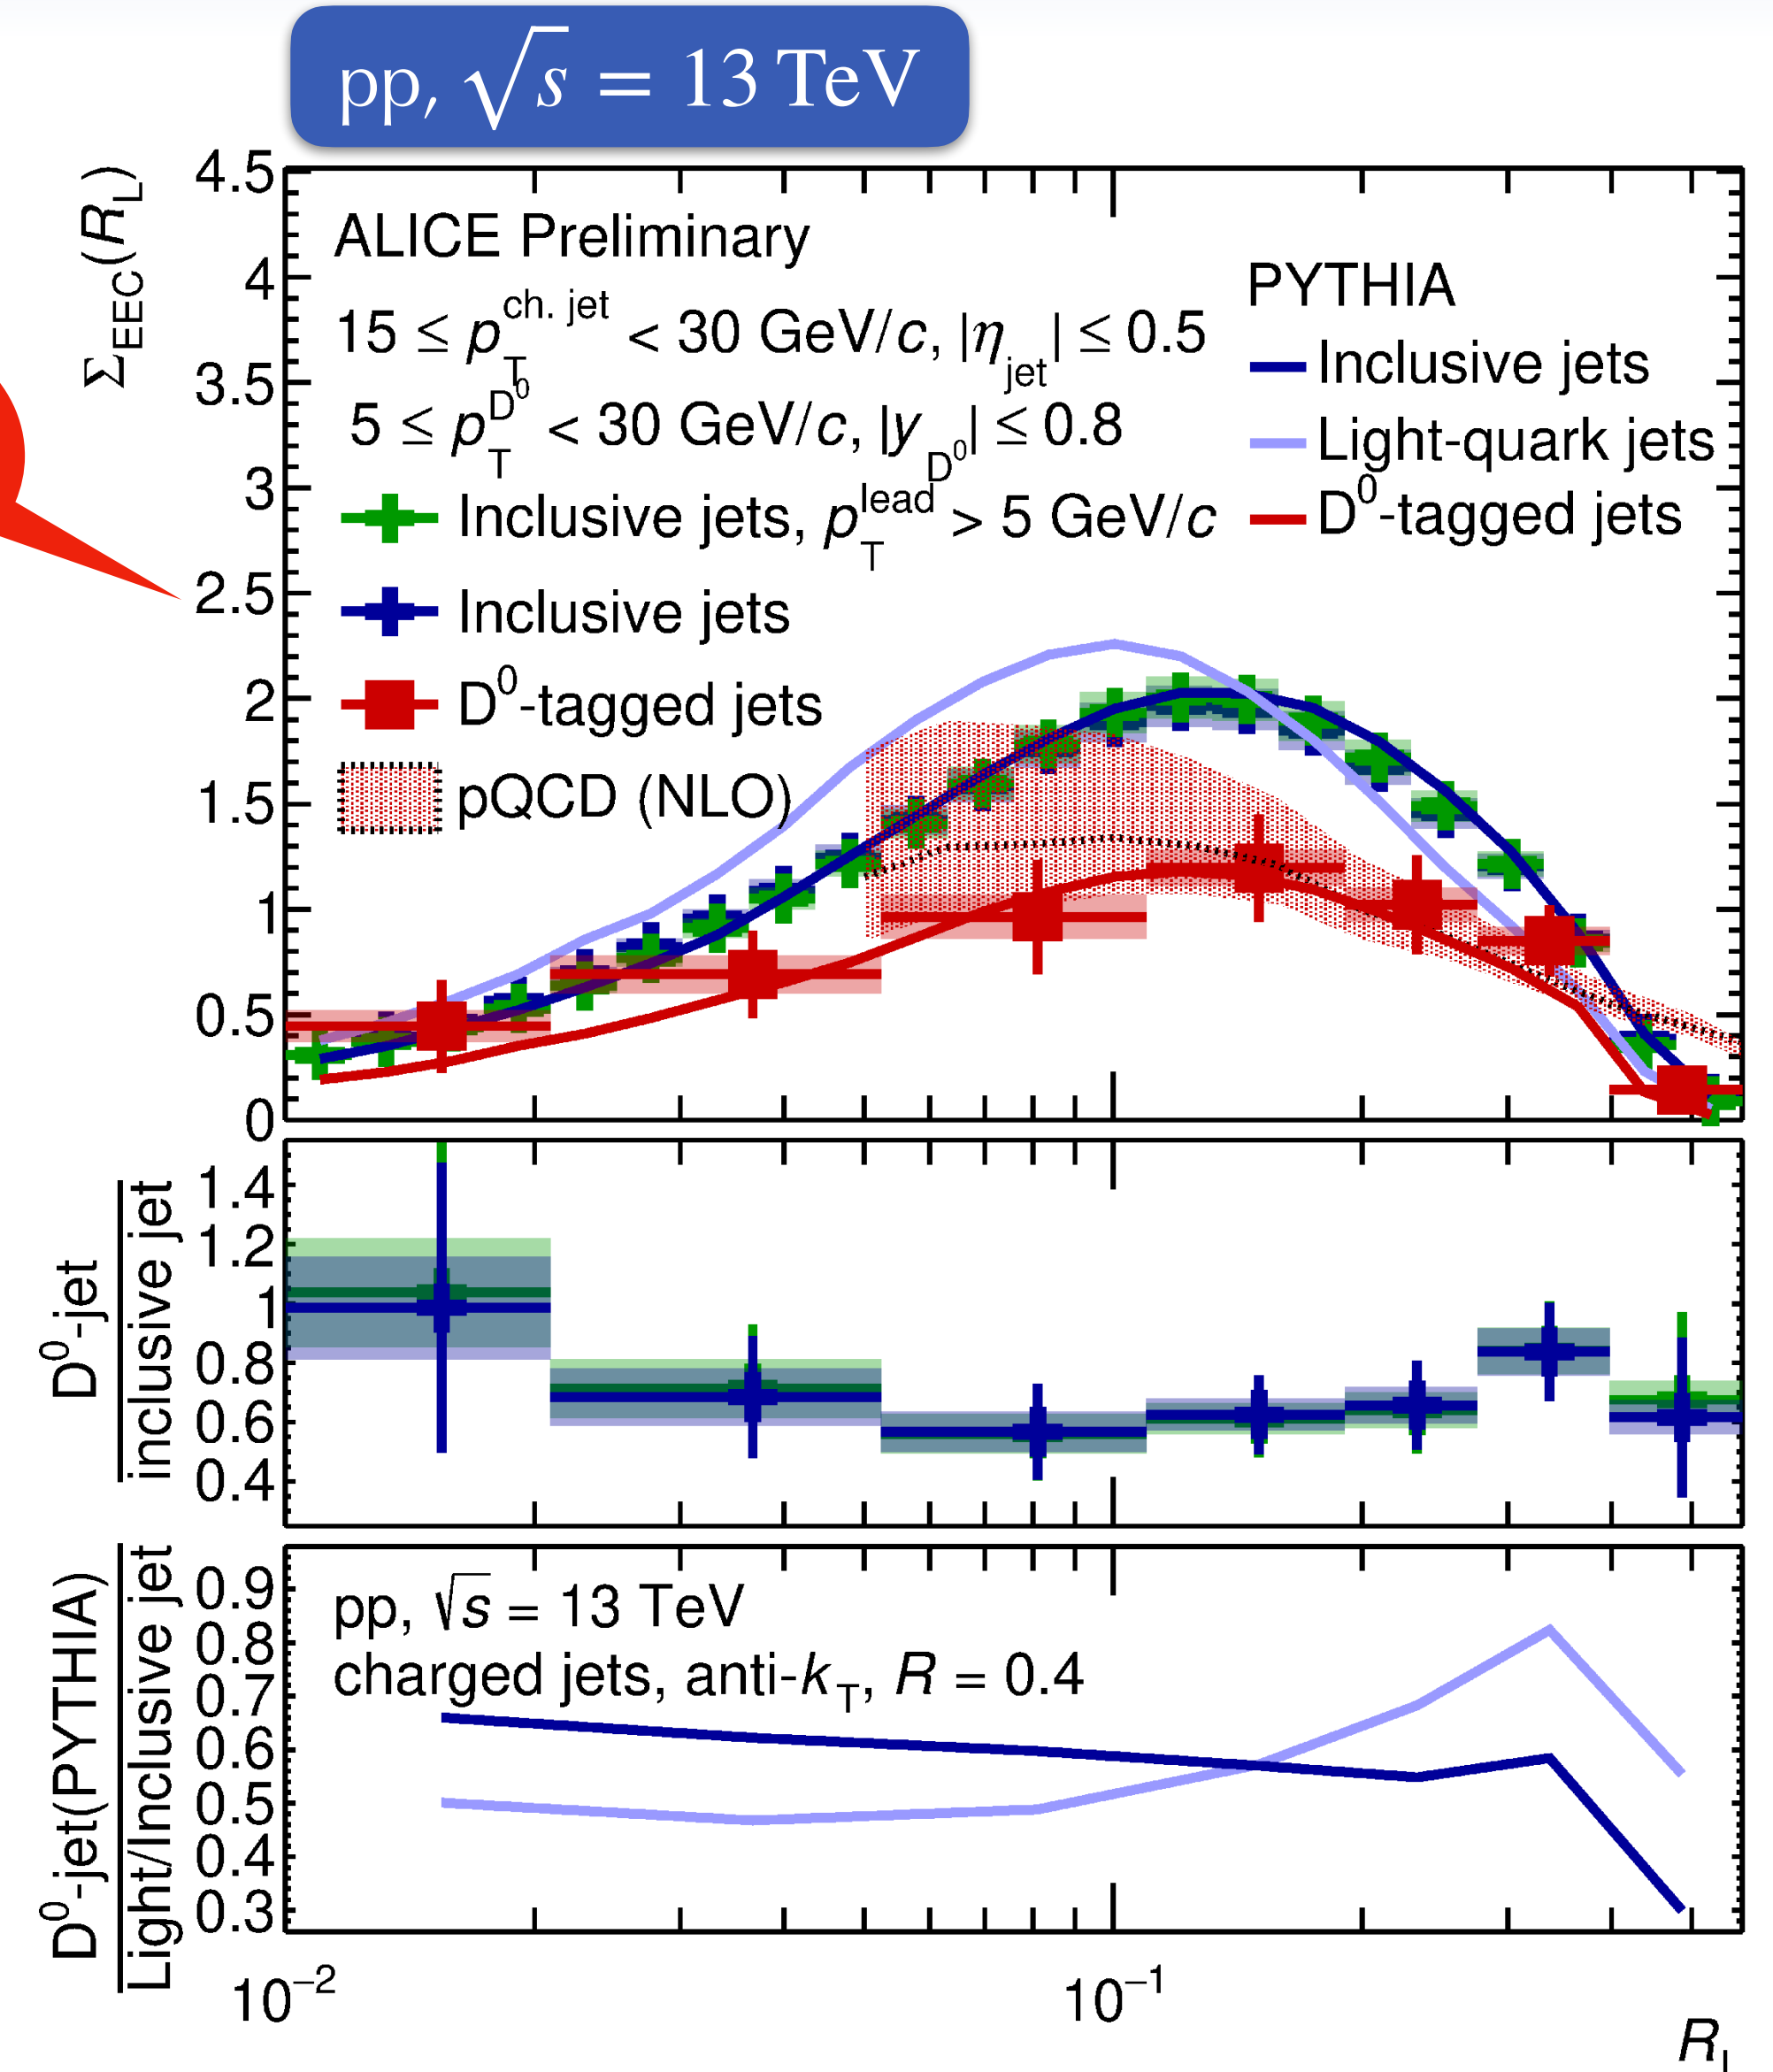 pp, √s = 13 TeV
Σ_EEC(R_L)
4.5
4
3.5
3
2.5
2
1.5
1
0.5
0
ALICE Preliminary
15 ≤ p_T^ch. jet < 30 GeV/c, |η_jet| ≤ 0.5
5 ≤ p_T^D⁰ < 30 GeV/c, |y_D⁰| ≤ 0.8
Inclusive jets, p_T^lead > 5 GeV/c
Inclusive jets
D⁰-tagged jets
pQCD (NLO)
PYTHIA
Inclusive jets
Light-quark jets
D⁰-tagged jets
D⁰-jet
inclusive jet
1.4
1.2
1
0.8
0.6
0.4
D⁰-jet(PYTHIA)
Light/Inclusive jet
0.9
0.8
0.7
0.6
0.5
0.4
0.3
pp, √s = 13 TeV
charged jets, anti-k_T, R = 0.4
10⁻²
10⁻¹
R_L